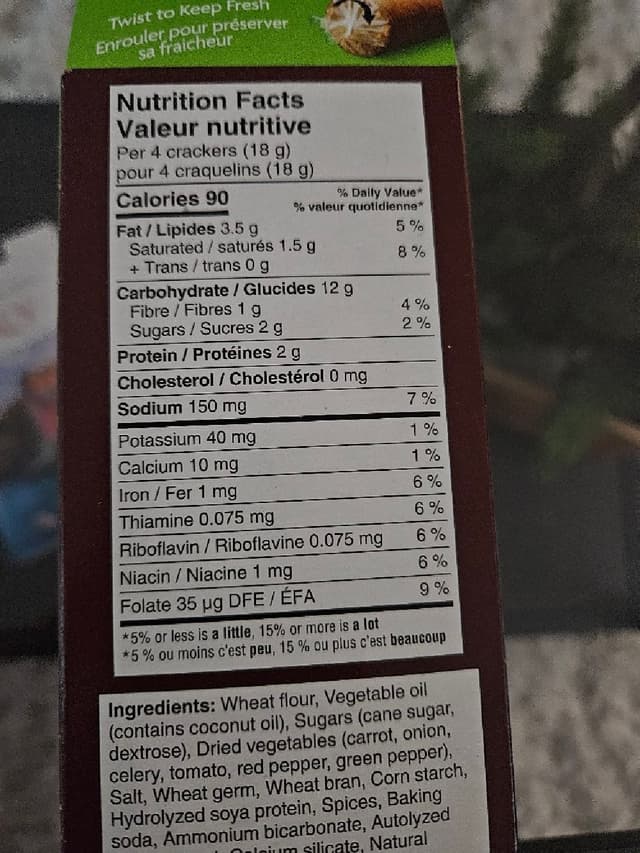 Twist to Keep Fresh
Enrouler pour préserver
sa fraîcheur
Nutrition Facts
Valeur nutritive
Per 4 crackers (18 g)
pour 4 craquelins (18 g)
Calories 90
% Daily Value*
% valeur quotidienne*
Fat / Lipides 3.5 g 5 %
Saturated / saturés 1.5 g
+ Trans / trans 0 g 8 %
Carbohydrate / Glucides 12 g
Fibre / Fibres 1 g 4 %
Sugars / Sucres 2 g 2 %
Protein / Protéines 2 g
Cholesterol / Cholestérol 0 mg
Sodium 150 mg 7 %
Potassium 40 mg 1 %
Calcium 10 mg 1 %
Iron / Fer 1 mg 6 %
Thiamine 0.075 mg 6 %
Riboflavin / Riboflavine 0.075 mg 6 %
Niacin / Niacine 1 mg 6 %
Folate 35 µg DFE / ÉFA 9 %
*5% or less is a little, 15% or more is a lot
*5 % ou moins c'est peu, 15 % ou plus c'est beaucoup
Ingredients: Wheat flour, Vegetable oil
(contains coconut oil), Sugars (cane sugar,
dextrose), Dried vegetables (carrot, onion,
celery, tomato, red pepper, green pepper),
Salt, Wheat germ, Wheat bran, Corn starch,
Hydrolyzed soya protein, Spices, Baking
soda, Ammonium bicarbonate, Autolyzed
Calcium silicate, Natural